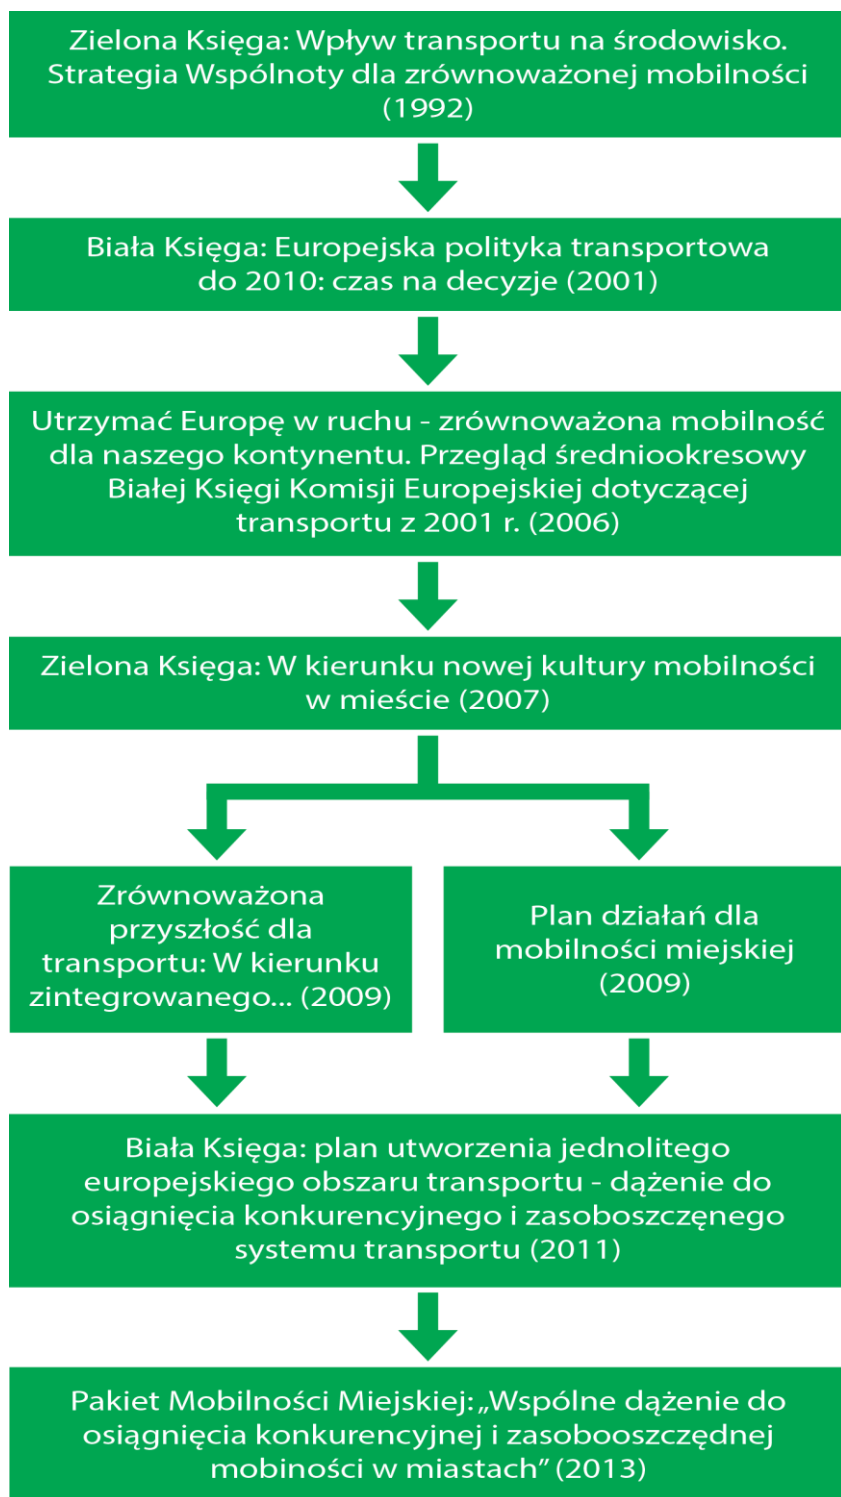 Zielona Księga: Wpływ transportu na środowisko.
Strategia Wspólnoty dla zrównoważonej mobilności
(1992)
Biała Księga: Europejska polityka transportowa
do 2010: czas na decyzje (2001)
Utrzymać Europę w ruchu - zrównoważona mobilność
dla naszego kontynentu. Przegląd średniookresowy
Białej Księgi Komisji Europejskiej dotyczącej
transportu z 2001 r. (2006)
Zielona Księga: W kierunku nowej kultury mobilności
w mieście (2007)
Zrównoważona
przyszłość dla
transportu: W kierunku
zintegrowanego... (2009)
Plan działań dla
mobilności miejskiej
(2009)
Biała Księga: plan utworzenia jednolitego
europejskiego obszaru transportu - dążenie do
osiągnięcia konkurencyjnego i zasoboszczęnego
systemu transportu (2011)
Pakiet Mobilności Miejskiej: „Wspólne dążenie do
osiągnięcia konkurencyjnej i zasobooszczędnej
mobiności w miastach” (2013)